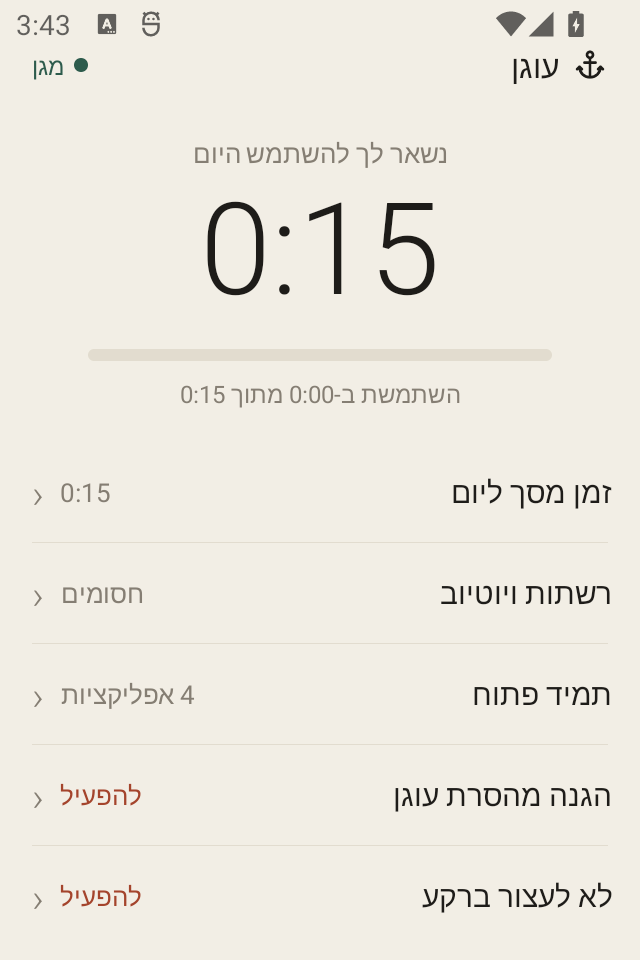 3:43
עוגן
מגן
נשאר לך להשתמש היום
0:15
השתמשת ב-0:00 מתוך 0:15
זמן מסך ליום 0:15
רשתות ויוטיוב חסומים
תמיד פתוח 4 אפליקציות
הגנה מהסרת עוגן להפעיל
לא לעצור ברקע להפעיל